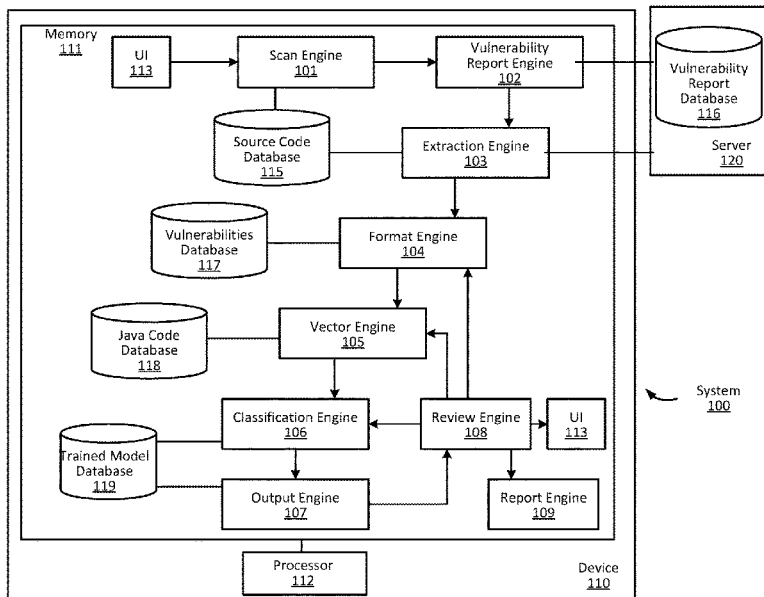 Memory
111
UI
113
Scan Engine
101
Vulnerability
Report Engine
102
Vulnerability
Report
Database
116
Server
120
Source Code
Database
115
Extraction Engine
103
Vulnerabilities
Database
117
Format Engine
104
Java Code
Database
118
Vector Engine
105
System
100
Classification Engine
106
Review Engine
108
UI
113
Trained Model
Database
119
Output Engine
107
Report Engine
109
Processor
112
Device
110